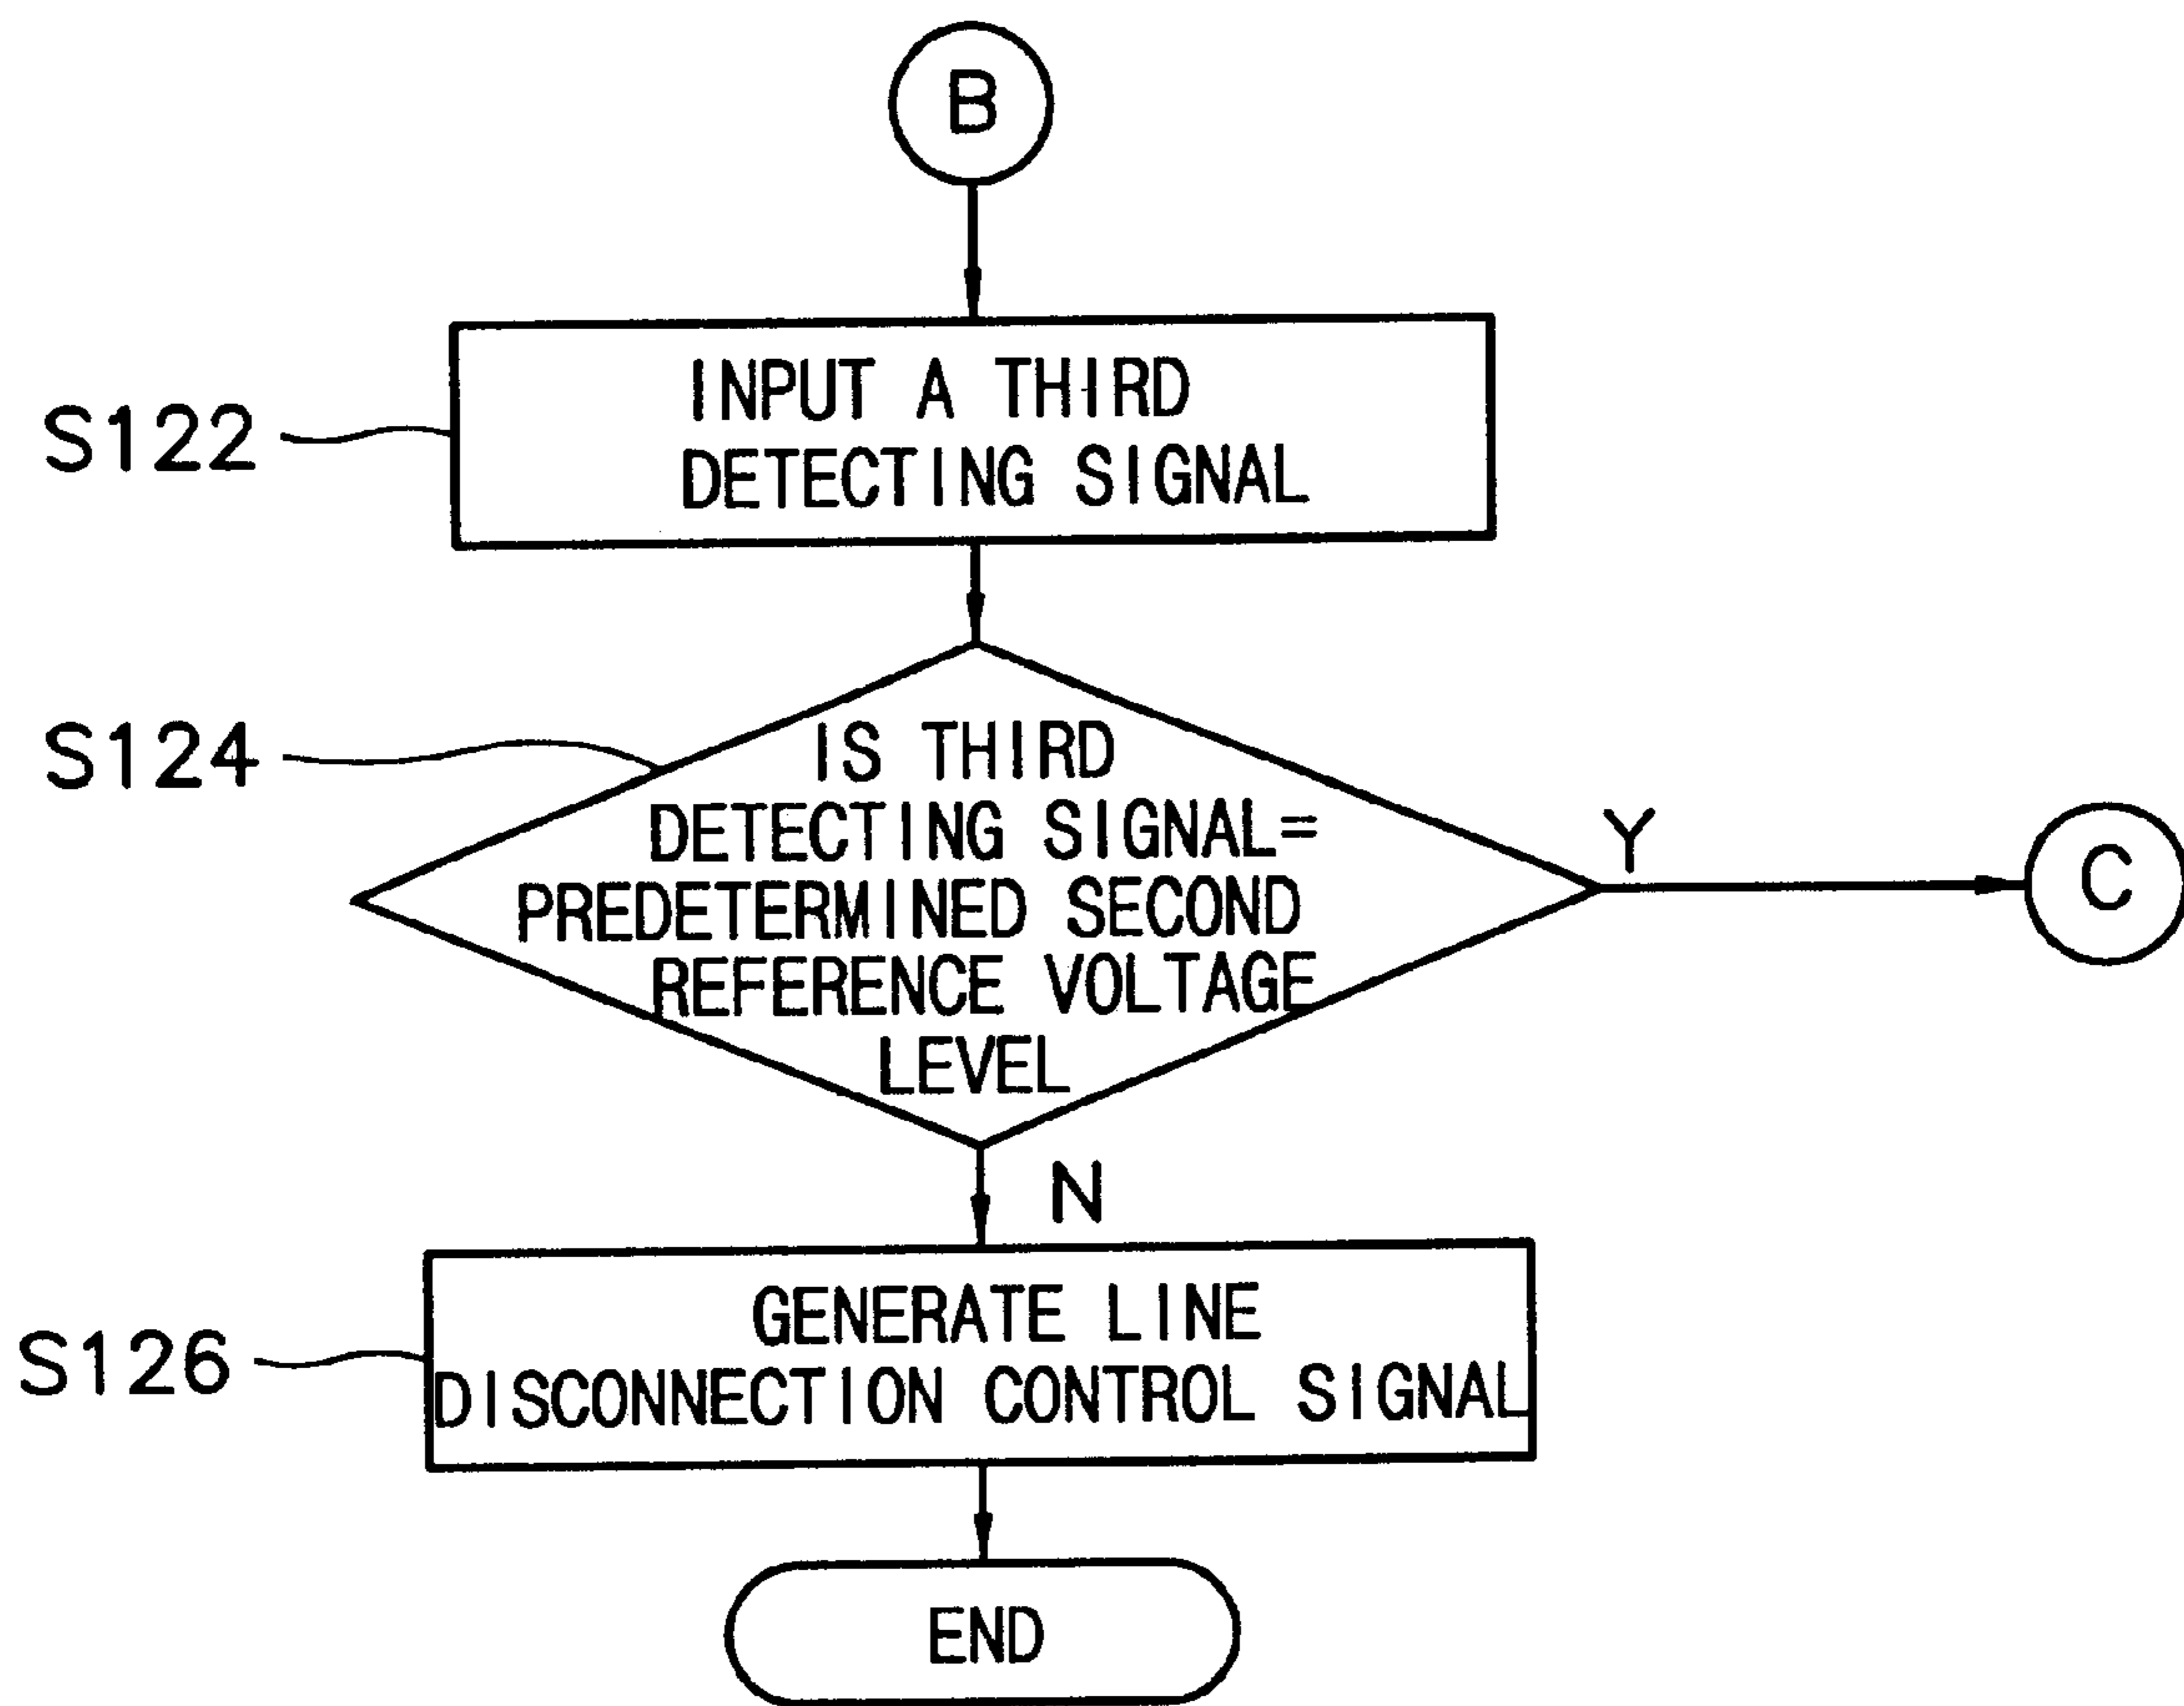 B
S122
INPUT A THIRD
DETECTING SIGNAL
S124
IS THIRD
DETECTING SIGNAL=
PREDETERMINED SECOND
REFERENCE VOLTAGE
LEVEL
Y
C
N
S126
GENERATE LINE
DISCONNECTION CONTROL SIGNAL
END